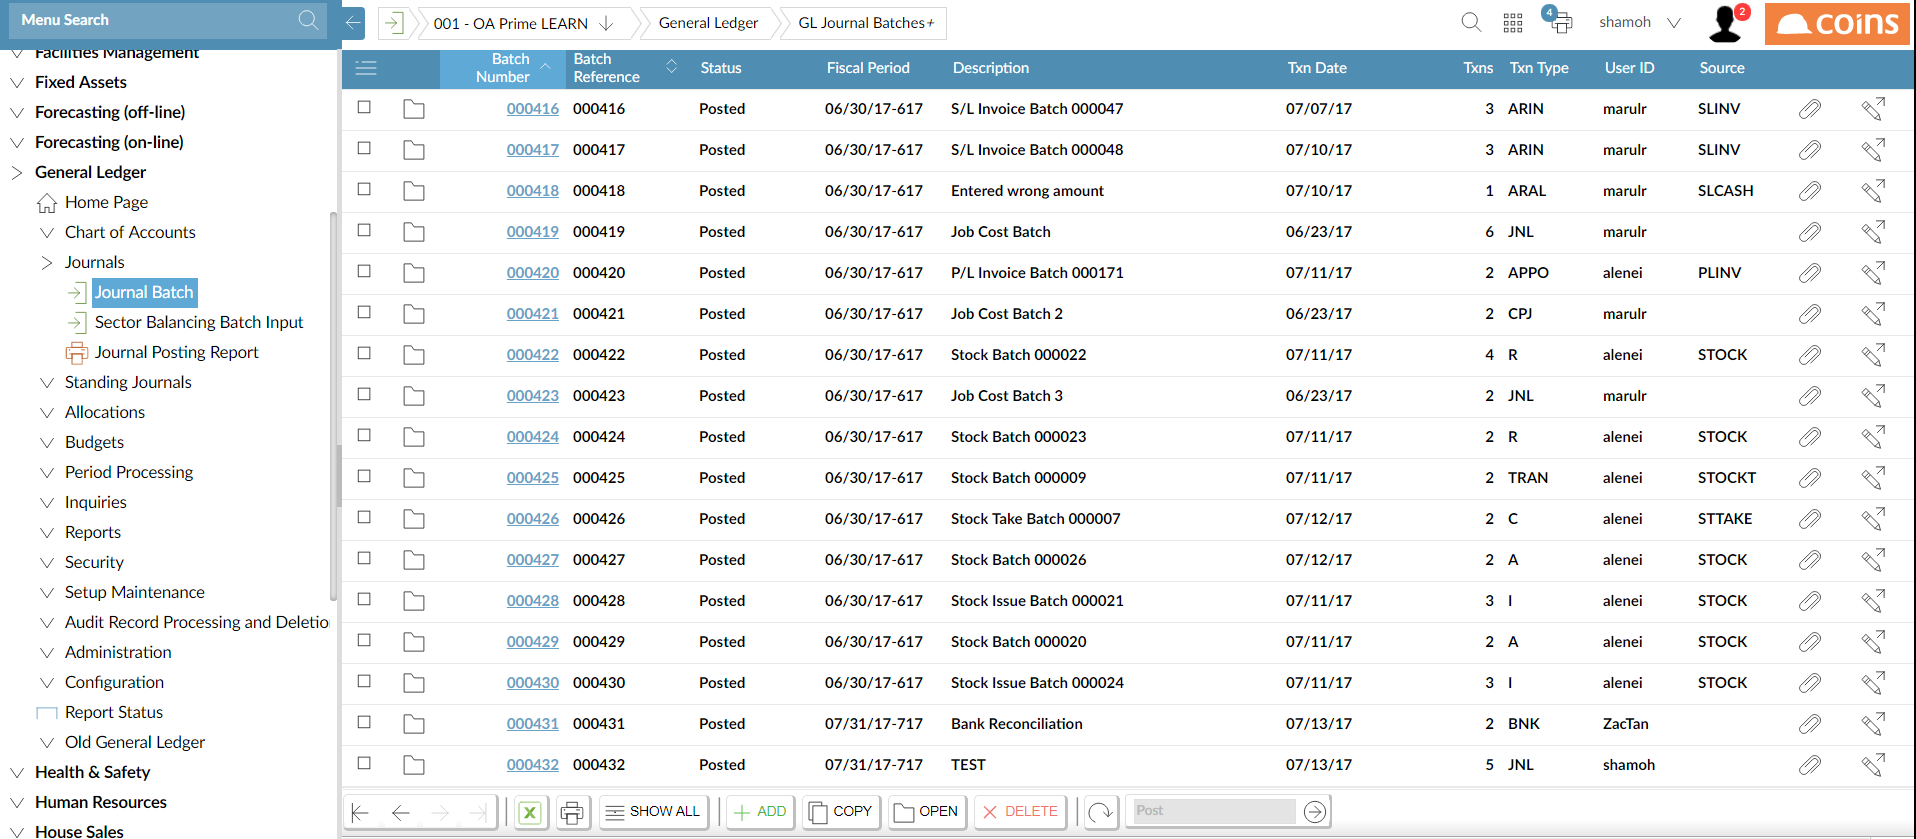 Menu Search
Facilities Management
Fixed Assets
Forecasting (off-line)
Forecasting (on-line)
General Ledger
Home Page
Chart of Accounts
Journals
Journal Batch
Sector Balancing Batch Input
Journal Posting Report
Standing Journals
Allocations
Budgets
Period Processing
Inquiries
Reports
Security
Setup Maintenance
Audit Record Processing and Deletio
Administration
Configuration
Report Status
Old General Ledger
Health & Safety
Human Resources
House Sales
001 - OA Prime LEARN General Ledger GL Journal Batches+
4 shamoh 2 coins
Batch Number Batch Reference Status Fiscal Period Description Txn Date Txns Txn Type User ID Source
000416 000416 Posted 06/30/17-617 S/L Invoice Batch 000047 07/07/17 3 ARIN marulr SLINV
000417 000417 Posted 06/30/17-617 S/L Invoice Batch 000048 07/10/17 3 ARIN marulr SLINV
000418 000418 Posted 06/30/17-617 Entered wrong amount 07/10/17 1 ARAL marulr SLCASH
000419 000419 Posted 06/30/17-617 Job Cost Batch 06/23/17 6 JNL marulr
000420 000420 Posted 06/30/17-617 P/L Invoice Batch 000171 07/11/17 2 APPO alenei PLINV
000421 000421 Posted 06/30/17-617 Job Cost Batch 2 06/23/17 2 CPJ marulr
000422 000422 Posted 06/30/17-617 Stock Batch 000022 07/11/17 4 R alenei STOCK
000423 000423 Posted 06/30/17-617 Job Cost Batch 3 06/23/17 2 JNL marulr
000424 000424 Posted 06/30/17-617 Stock Batch 000023 07/11/17 2 R alenei STOCK
000425 000425 Posted 06/30/17-617 Stock Batch 000009 07/11/17 2 TRAN alenei STOCKT
000426 000426 Posted 06/30/17-617 Stock Take Batch 000007 07/12/17 2 C alenei STTAKE
000427 000427 Posted 06/30/17-617 Stock Batch 000026 07/12/17 2 A alenei STOCK
000428 000428 Posted 06/30/17-617 Stock Issue Batch 000021 07/11/17 3 I alenei STOCK
000429 000429 Posted 06/30/17-617 Stock Batch 000020 07/11/17 2 A alenei STOCK
000430 000430 Posted 06/30/17-617 Stock Issue Batch 000024 07/11/17 3 I alenei STOCK
000431 000431 Posted 07/31/17-717 Bank Reconciliation 07/13/17 2 BNK ZacTan
000432 000432 Posted 07/31/17-717 TEST 07/13/17 5 JNL shamoh
SHOW ALL ADD COPY OPEN DELETE Post